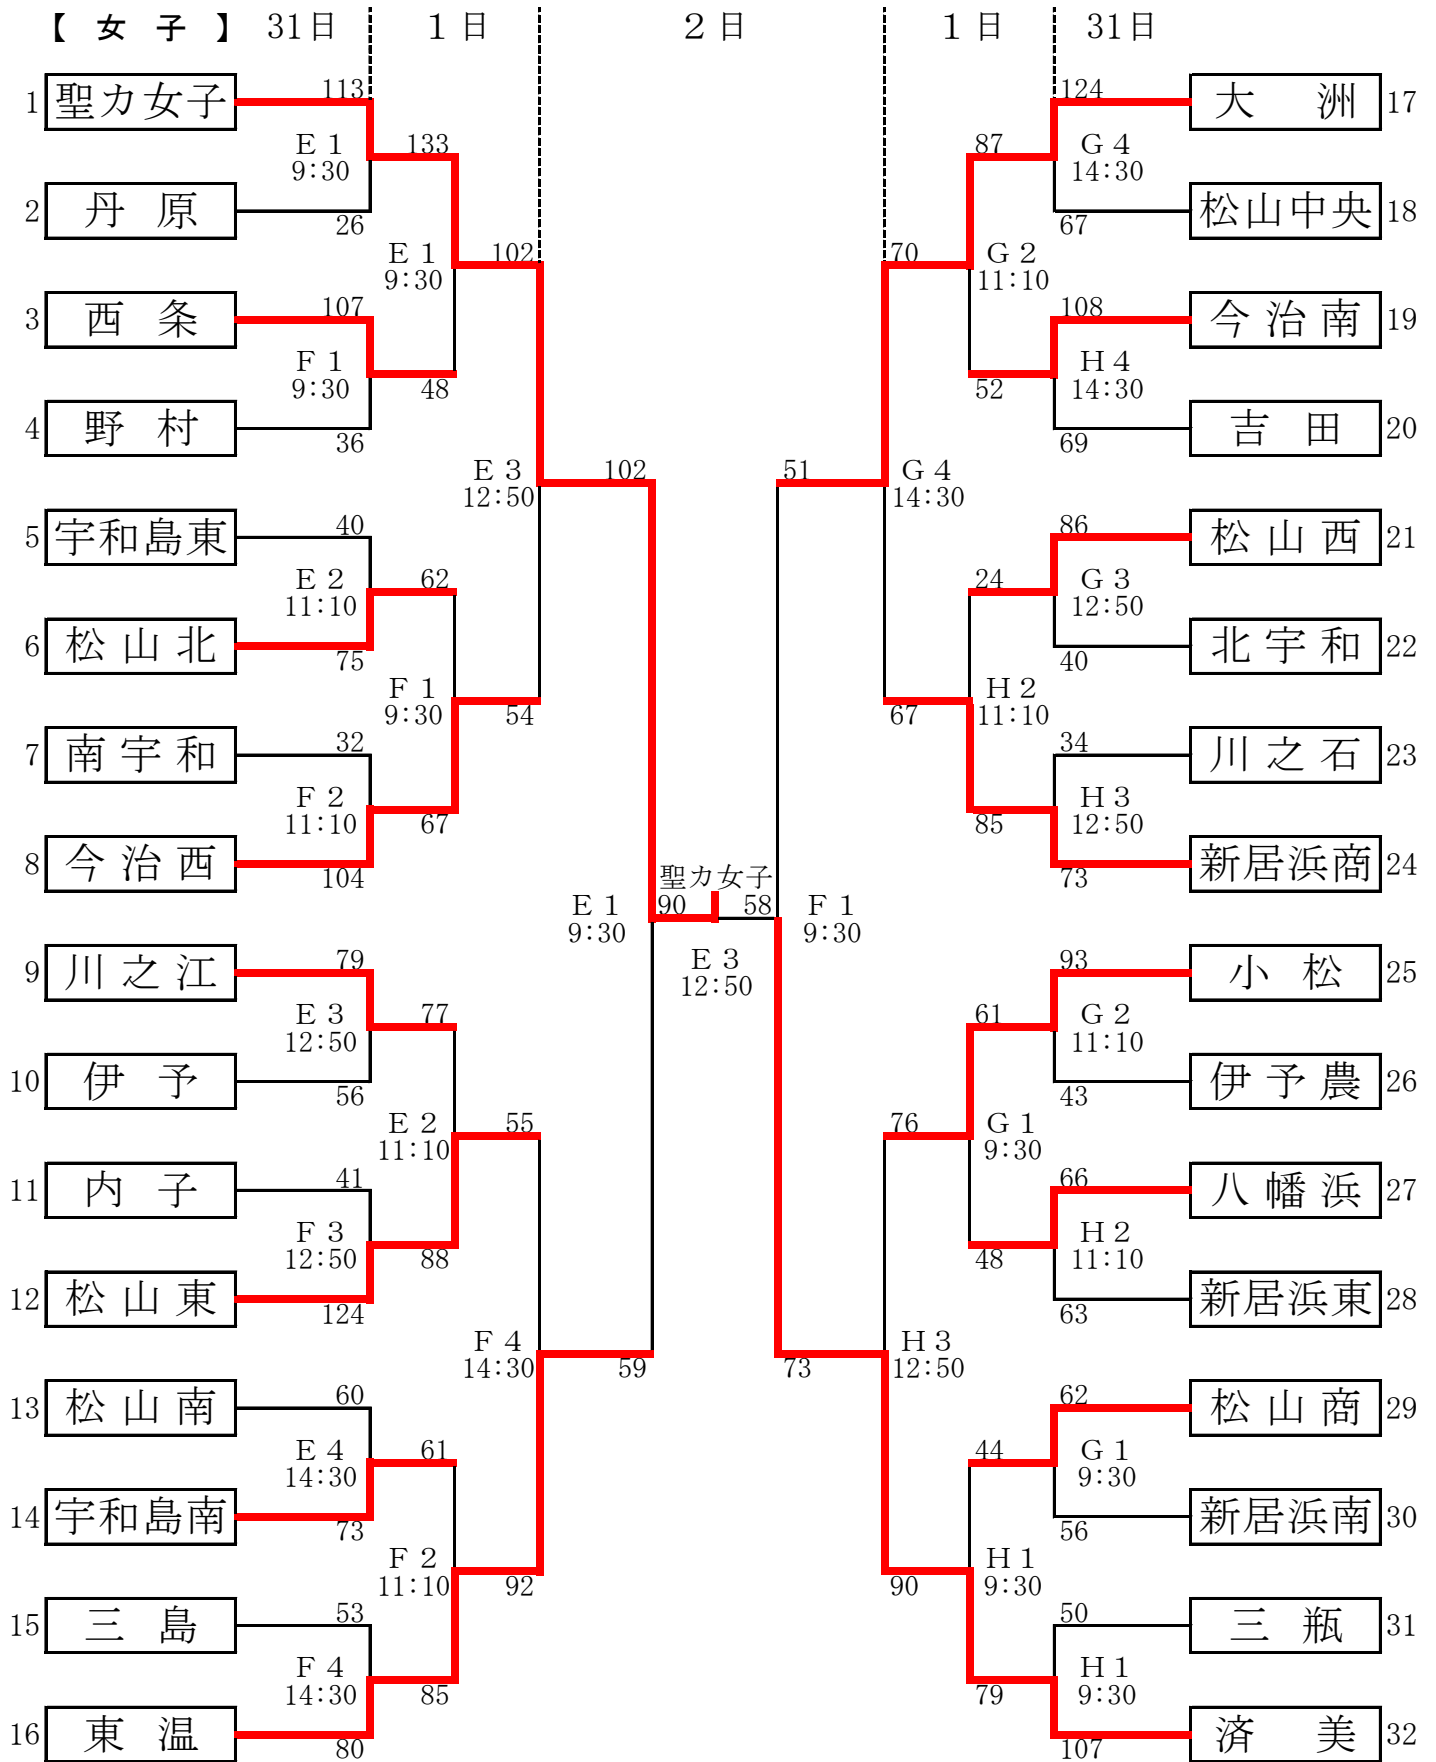 【 女 子 】 31日 1 日 2 日 1 日 31日
113 124
1 聖カ女子 大 洲 17
E 1 133 87 G 4
9:30 14:30
2 丹 原 松山中央 18
26 67
E 1 102 70 G 2
9:30 11:10
107 108
3 西 条 今 治 南 19
F 1 H 4
9:30 48 52 14:30
4 野 村 吉 田 20
36 69
E 3 102 51 G 4
12:50 14:30
40 86
5 宇和島東 松 山 西 21
E 2 62 24 G 3
11:10 12:50
6 松 山 北 北 宇 和 22
75 40
F 1 H 2
9:30 54 67 11:10
32 34
7 南 宇 和 川 之 石 23
F 2 H 3
11:10 67 85 12:50
8 今 治 西 新居浜商 24
104 聖カ女子 73
E 1 90 58 F 1
9:30 9:30
79 E 3 93
9 川 之 江 12:50 小 松 25
E 3 77 61 G 2
12:50 11:10
10 伊 予 伊 予 農 26
56 43
E 2 55 76 G 1
11:10 9:30
41 66
11 内 子 八 幡 浜 27
F 3 H 2
12:50 88 48 11:10
12 松 山 東 新居浜東 28
124 63
F 4 H 3
14:30 59 73 12:50
60 62
13 松 山 南 松 山 商 29
E 4 61 44 G 1
14:30 9:30
14 宇和島南 新居浜南 30
73 56
F 2 H 1
11:10 92 90 9:30
53 50
15 三 島 三 瓶 31
F 4 H 1
14:30 85 79 9:30
16 東 温 済 美 32
80 107